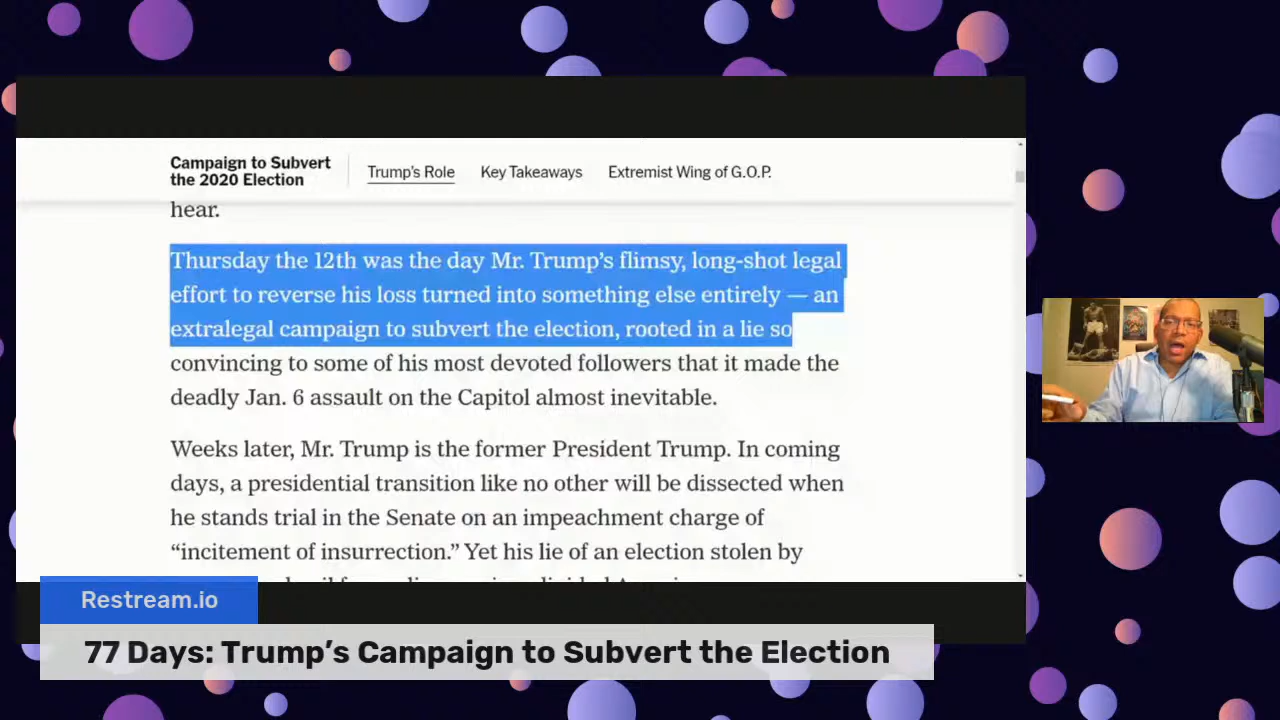 Campaign to Subvert
the 2020 Election
Trump's Role
Key Takeaways
Extremist Wing of G.O.P.
hear.
Thursday the 12th was the day Mr. Trump's flimsy, long-shot legal
effort to reverse his loss turned into something else entirely — an
extralegal campaign to subvert the election, rooted in a lie so
convincing to some of his most devoted followers that it made the
deadly Jan. 6 assault on the Capitol almost inevitable.
Weeks later, Mr. Trump is the former President Trump. In coming
days, a presidential transition like no other will be dissected when
he stands trial in the Senate on an impeachment charge of
“incitement of insurrection.” Yet his lie of an election stolen by
Restream.io
77 Days: Trump’s Campaign to Subvert the Election